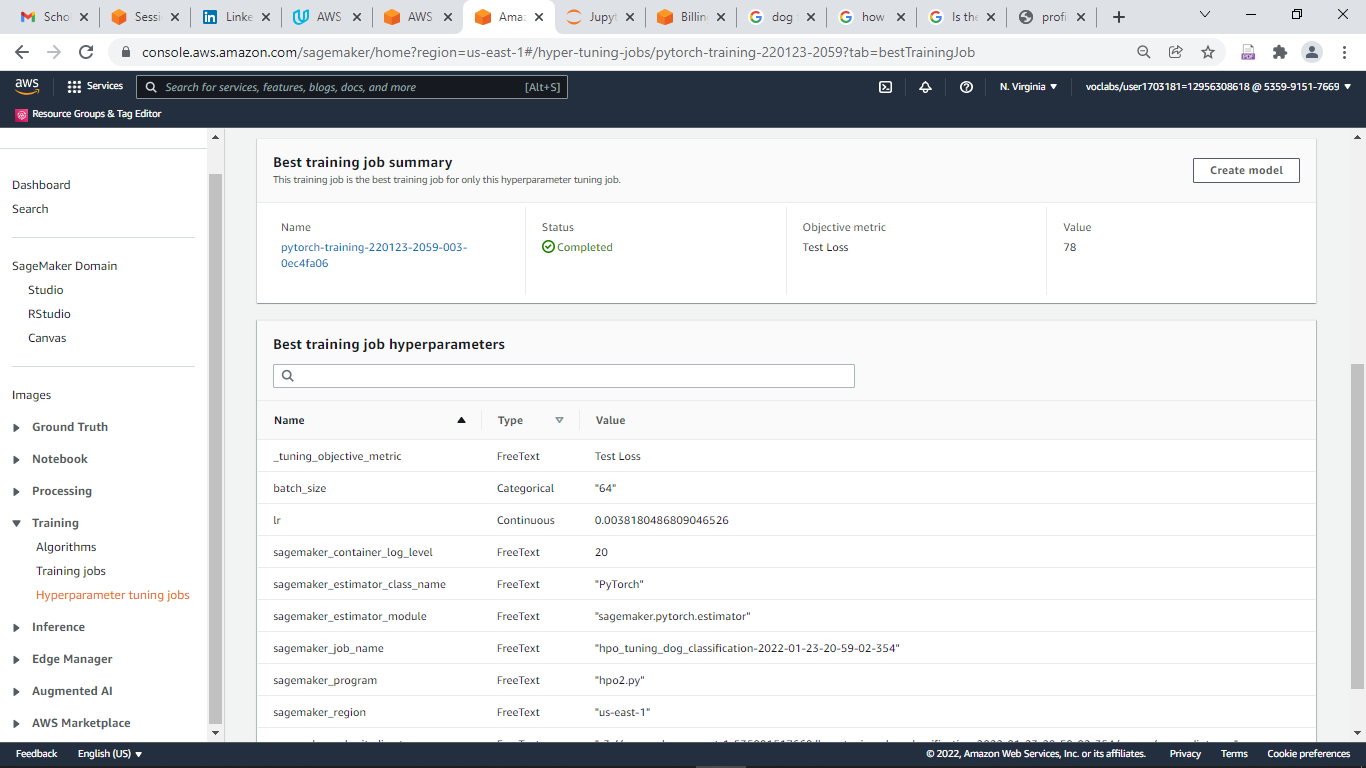 Scho
Sessi
Linke
AWS
AWS
Amaz
Jupyt
Billin
dog
how
Is the
profi
console.aws.amazon.com/sagemaker/home?region=us-east-1#/hyper-tuning-jobs/pytorch-training-220123-2059?tab=bestTrainingJob
PDF
aws
Services
Search for services, features, blogs, docs, and more
[Alt+S]
N. Virginia
voclabs/user1703181=12956308618 @ 5359-9151-7669
Resource Groups & Tag Editor
Dashboard
Search
SageMaker Domain
Studio
RStudio
Canvas
Images
Ground Truth
Notebook
Processing
Training
Algorithms
Training jobs
Hyperparameter tuning jobs
Inference
Edge Manager
Augmented AI
AWS Marketplace
Best training job summary
This training job is the best training job for only this hyperparameter tuning job.
Create model
Name
pytorch-training-220123-2059-003-
0ec4fa06
Status
Completed
Objective metric
Test Loss
Value
78
Best training job hyperparameters
Name Type Value
_tuning_objective_metric FreeText Test Loss
batch_size Categorical "64"
lr Continuous 0.0038180486809046526
sagemaker_container_log_level FreeText 20
sagemaker_estimator_class_name FreeText "PyTorch"
sagemaker_estimator_module FreeText "sagemaker.pytorch.estimator"
sagemaker_job_name FreeText "hpo_tuning_dog_classification-2022-01-23-20-59-02-354"
sagemaker_program FreeText "hpo2.py"
sagemaker_region FreeText "us-east-1"
Feedback
English (US)
© 2022, Amazon Web Services, Inc. or its affiliates.
Privacy
Terms
Cookie preferences